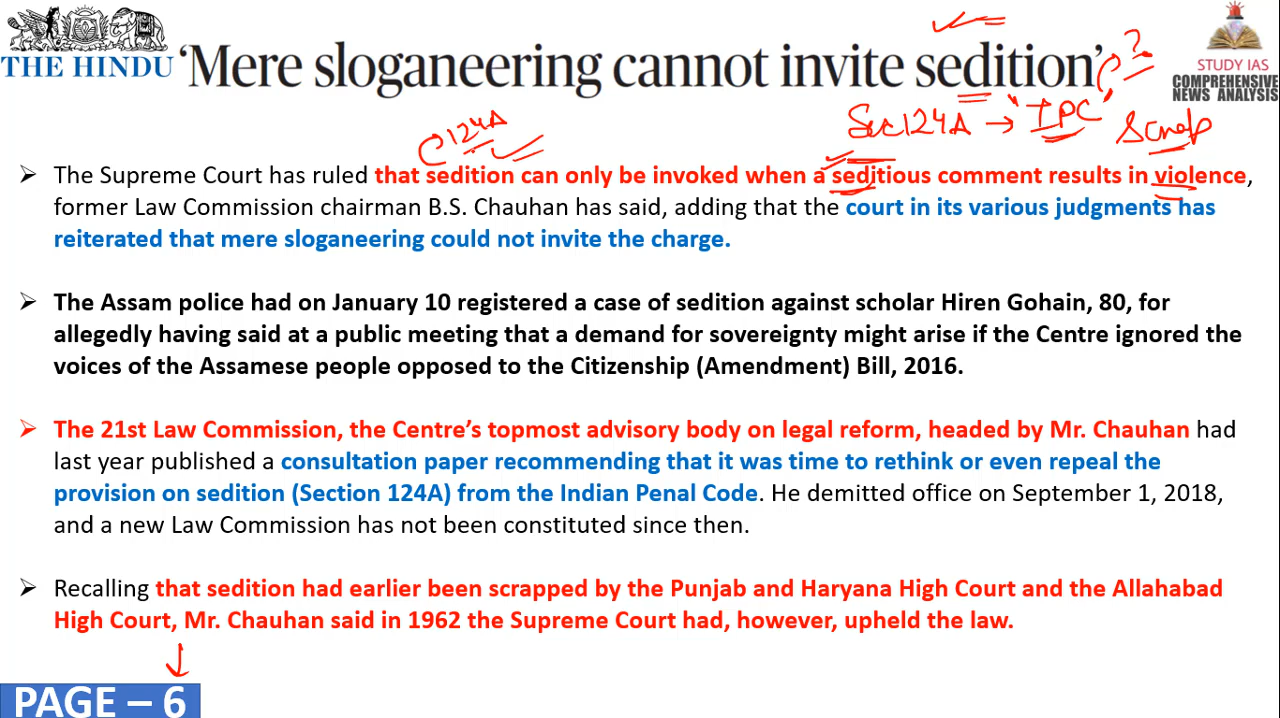 THE HINDU
‘Mere sloganeering cannot invite sedition’
?
STUDY IAS
COMPREHENSIVE
NEWS ANALYSIS
Sec 124A → 'IPC' Scrap
124A
➢ The Supreme Court has ruled that sedition can only be invoked when a seditious comment results in violence,
former Law Commission chairman B.S. Chauhan has said, adding that the court in its various judgments has
reiterated that mere sloganeering could not invite the charge.
➢ The Assam police had on January 10 registered a case of sedition against scholar Hiren Gohain, 80, for
allegedly having said at a public meeting that a demand for sovereignty might arise if the Centre ignored the
voices of the Assamese people opposed to the Citizenship (Amendment) Bill, 2016.
➢ The 21st Law Commission, the Centre’s topmost advisory body on legal reform, headed by Mr. Chauhan had
last year published a consultation paper recommending that it was time to rethink or even repeal the
provision on sedition (Section 124A) from the Indian Penal Code. He demitted office on September 1, 2018,
and a new Law Commission has not been constituted since then.
➢ Recalling that sedition had earlier been scrapped by the Punjab and Haryana High Court and the Allahabad
High Court, Mr. Chauhan said in 1962 the Supreme Court had, however, upheld the law.
PAGE – 6